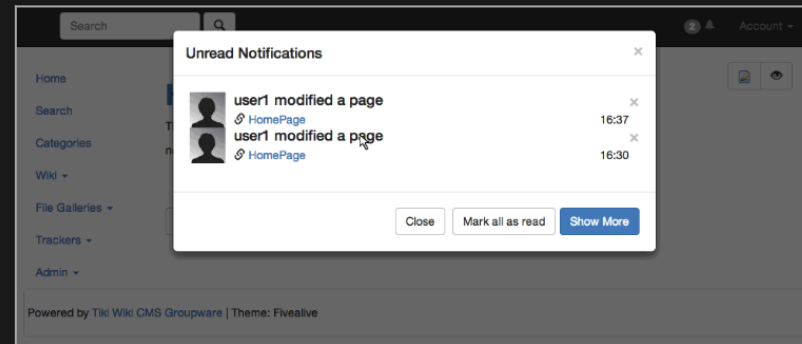 Search
2
Account
Unread Notifications
×
Home
Search
Categories
Wiki
File Galleries
Trackers
Admin
user1 modified a page
×
HomePage
16:37
user1 modified a page
×
HomePage
16:30
Close
Mark all as read
Show More
Powered by Tiki Wiki CMS Groupware | Theme: Fivealive